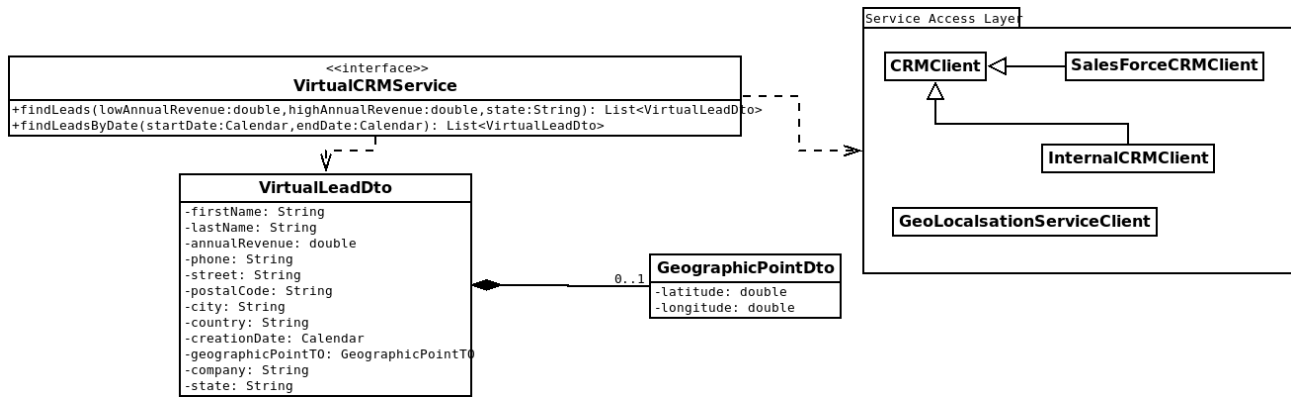 Service Access Layer
CRMClient
SalesForceCRMClient
InternalCRMClient
GeoLocalsationServiceClient
<<interface>>
VirtualCRMService
+findLeads(lowAnnualRevenue:double,highAnnualRevenue:double,state:String): List<VirtualLeadDto>
+findLeadsByDate(startDate:Calendar,endDate:Calendar): List<VirtualLeadDto>
VirtualLeadDto
-firstName: String
-lastName: String
-annualRevenue: double
-phone: String
-street: String
-postalCode: String
-city: String
-country: String
-creationDate: Calendar
-geographicPointTO: GeographicPointTO
-company: String
-state: String
0..1
GeographicPointDto
-latitude: double
-longitude: double